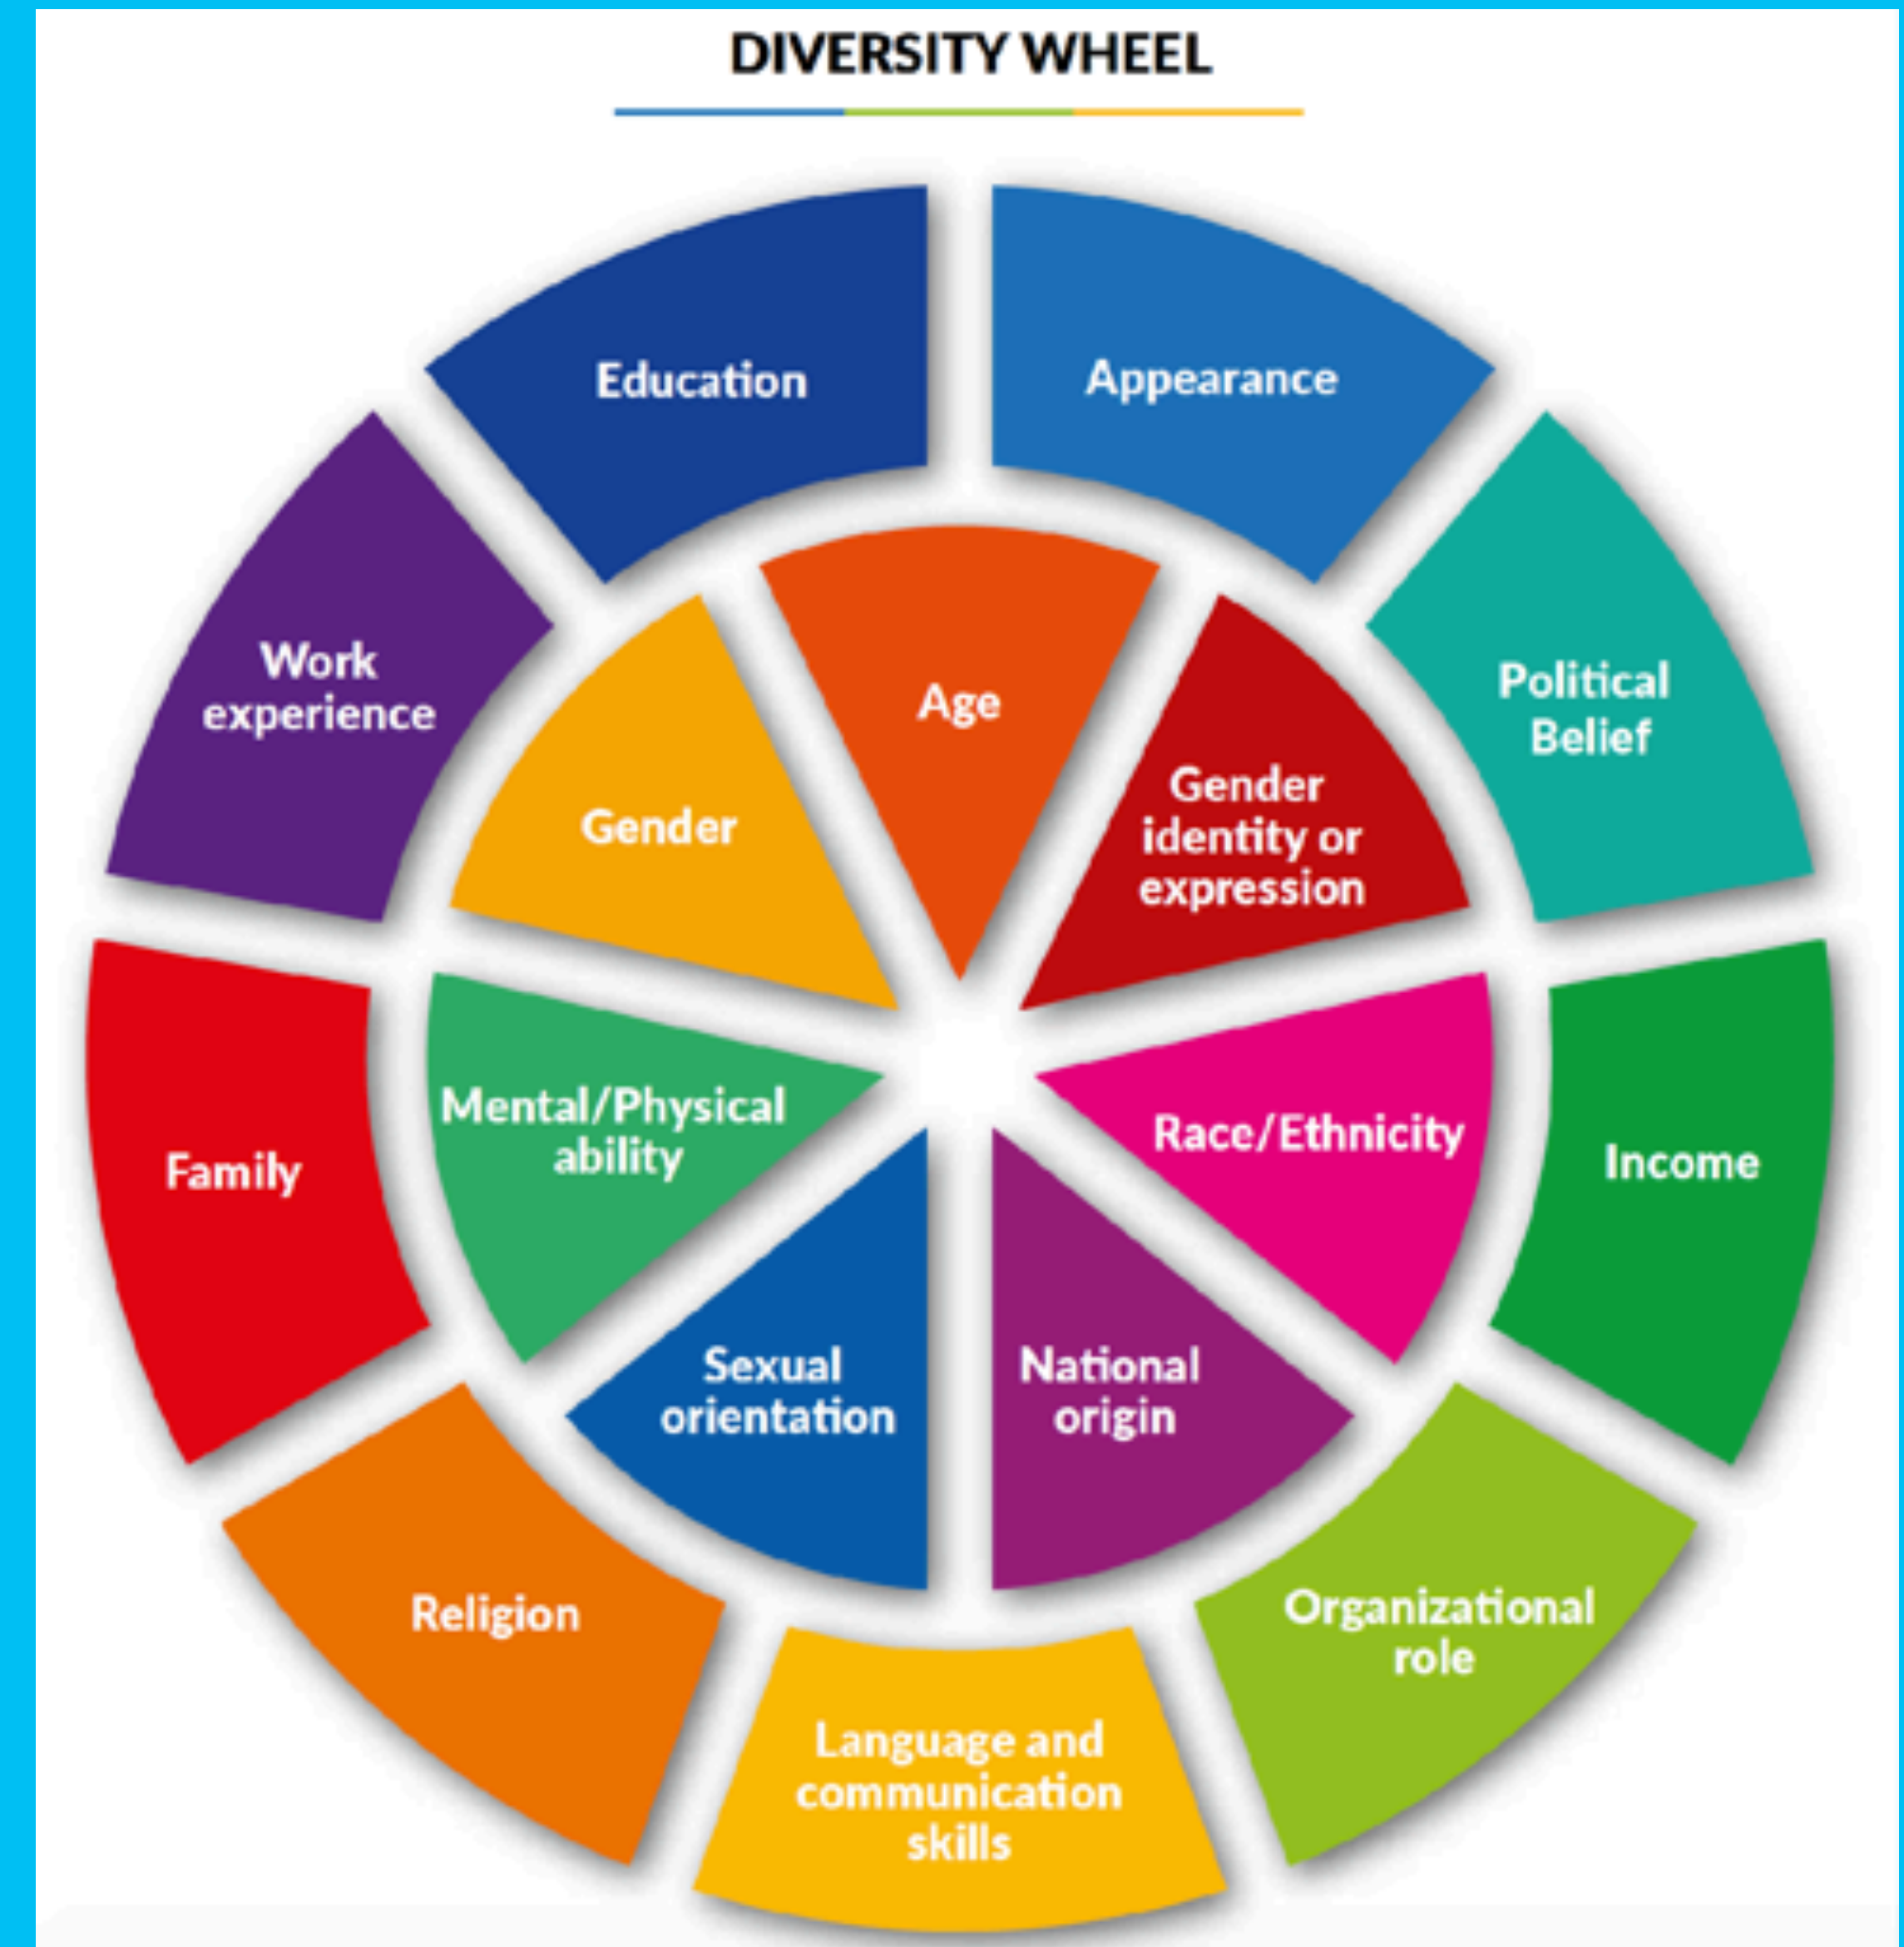 DIVERSITY WHEEL
Education
Appearance
Work
experience
Political
Belief
Age
Gender
Gender
identity or
expression
Mental/Physical
ability
Race/Ethnicity
Family
Income
Sexual
orientation
National
origin
Religion
Organizational
role
Language and
communication
skills